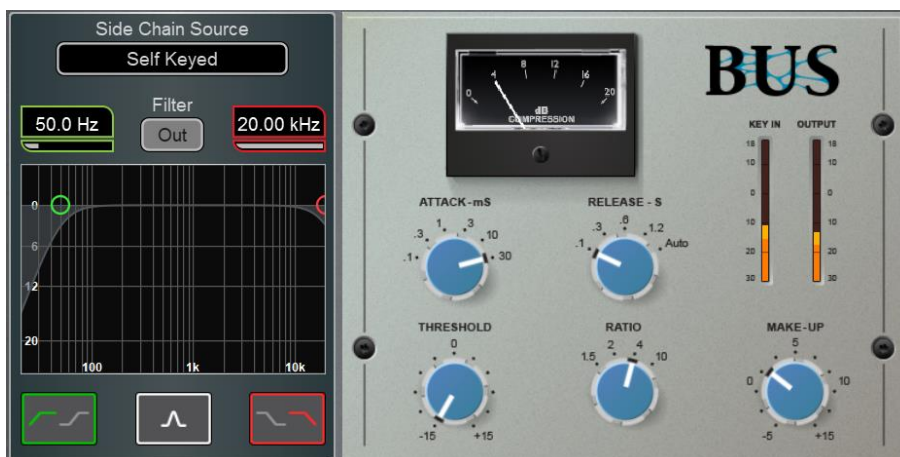 Side Chain Source
Self Keyed
Filter
50.0 Hz
Out
20.00 kHz
0
6
12
20
100
1k
10k
0 4 8 12 16 20
dB
COMPRESSION
BUS
KEY IN
OUTPUT
18 18
10 10
0 0
10 10
20 20
30 30
ATTACK-mS
.1 .3 1 3 10 30
RELEASE - S
.1 .3 .6 1.2 Auto
THRESHOLD
0
-15 +15
RATIO
1.5 2 4 10
MAKE-UP
5
0 10
-5 +15